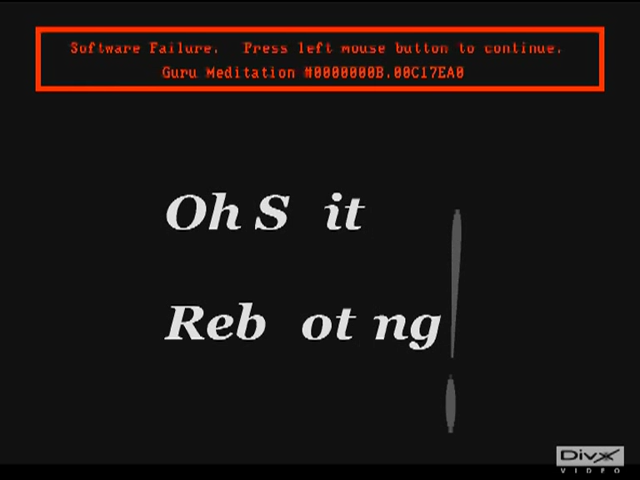 Software Failure. Press left mouse button to continue.
Guru Meditation #0000000B.00C17EA0
Oh S it
Reb ot ng
!
DivX
VIDEO